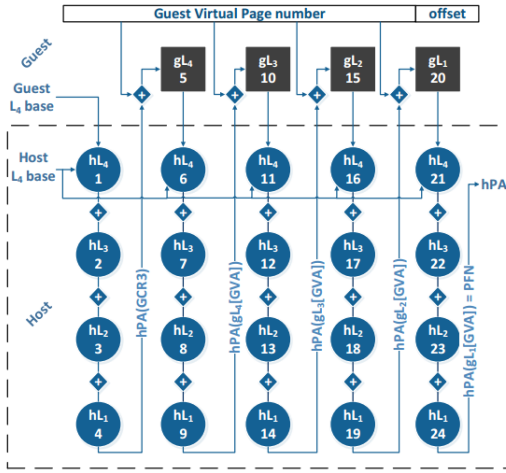 Guest Virtual Page number offset
Guest
gL4 gL3 gL2 gL1
5 10 15 20
Guest
L4 base
Host
L4 base
hL4 hL4 hL4 hL4 hL4
1 6 11 16 21
hPA
hL3 hL3 hL3 hL3 hL3
2 7 12 17 22
Host
hL2 hL2 hL2 hL2 hL2
3 8 13 18 23
hL1 hL1 hL1 hL1 hL1
4 9 14 19 24
hPA(GCR3)
hPA(gL4[GVA])
hPA(gL3[GVA])
hPA(gL2[GVA])
hPA(gL1[GVA]) = PFN